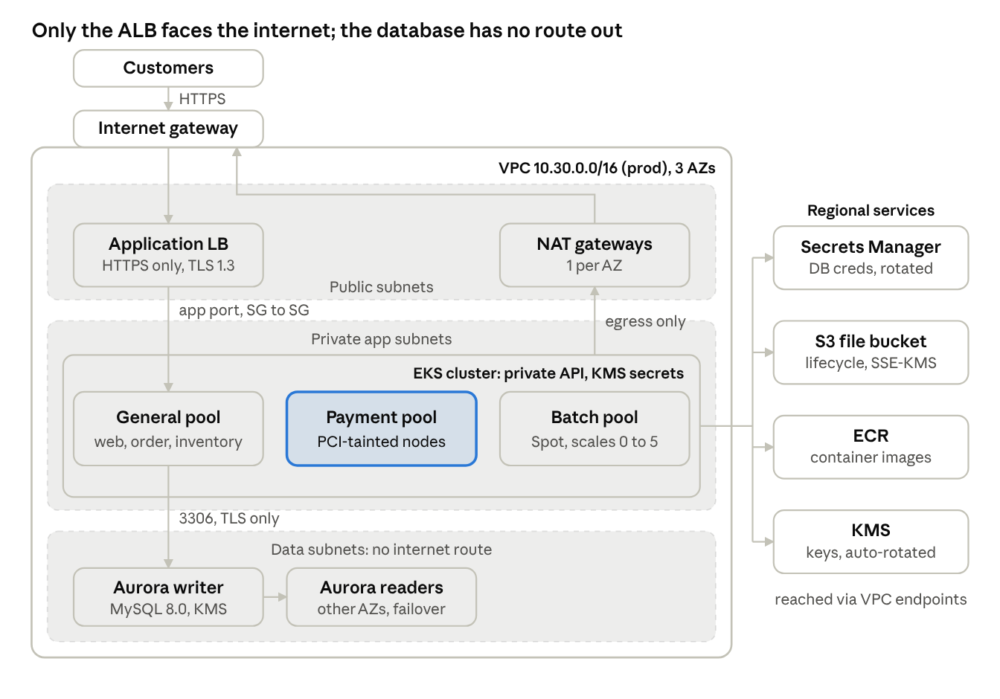 Only the ALB faces the internet; the database has no route out
Customers
HTTPS
Internet gateway
VPC 10.30.0.0/16 (prod), 3 AZs
Application LB
HTTPS only, TLS 1.3
NAT gateways
1 per AZ
Public subnets
app port, SG to SG
egress only
Private app subnets
EKS cluster: private API, KMS secrets
General pool
web, order, inventory
Payment pool
PCI-tainted nodes
Batch pool
Spot, scales 0 to 5
3306, TLS only
Data subnets: no internet route
Aurora writer
MySQL 8.0, KMS
Aurora readers
other AZs, failover
Regional services
Secrets Manager
DB creds, rotated
S3 file bucket
lifecycle, SSE-KMS
ECR
container images
KMS
keys, auto-rotated
reached via VPC endpoints